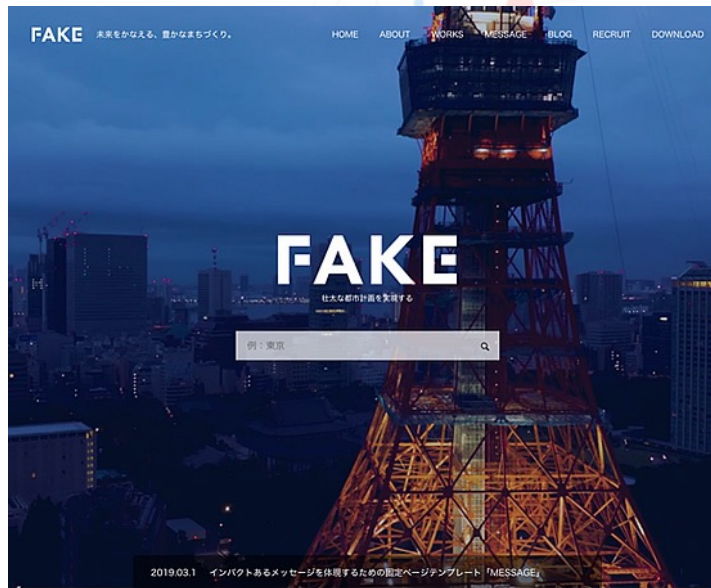 FAKE 未来をかなえる、豊かなまちづくり。 HOME ABOUT WORKS MESSAGE BLOG RECRUIT DOWNLOAD
FAKE
壮大な都市計画を実現する
例：東京
2019.03.1 インパクトあるメッセージを体現するための固定ページテンプレート「MESSAGE」